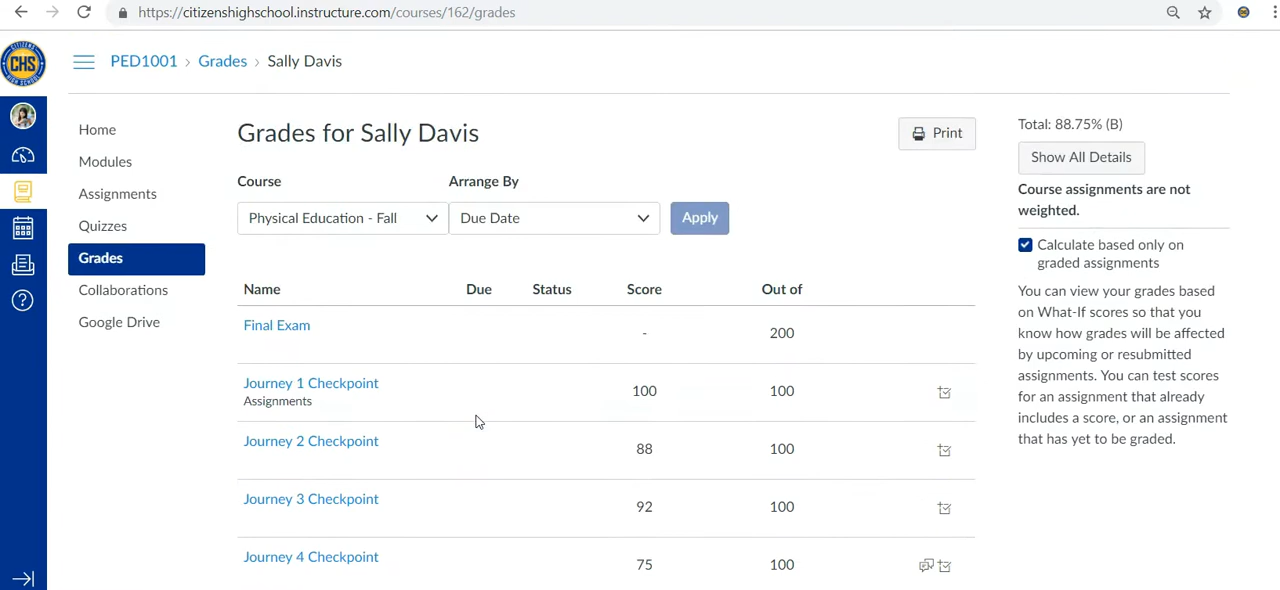 https://citizenshighschool.instructure.com/courses/162/grades
CHS
PED1001 › Grades › Sally Davis
Home
Modules
Assignments
Quizzes
Grades
Collaborations
Google Drive
Grades for Sally Davis
Print
Course
Arrange By
Physical Education - Fall
Due Date
Apply
Name Due Status Score Out of
Final Exam - 200
Journey 1 Checkpoint 100 100
Assignments
Journey 2 Checkpoint 88 100
Journey 3 Checkpoint 92 100
Journey 4 Checkpoint 75 100
Total: 88.75% (B)
Show All Details
Course assignments are not
weighted.
Calculate based only on
graded assignments
You can view your grades based
on What-If scores so that you
know how grades will be affected
by upcoming or resubmitted
assignments. You can test scores
for an assignment that already
includes a score, or an assignment
that has yet to be graded.